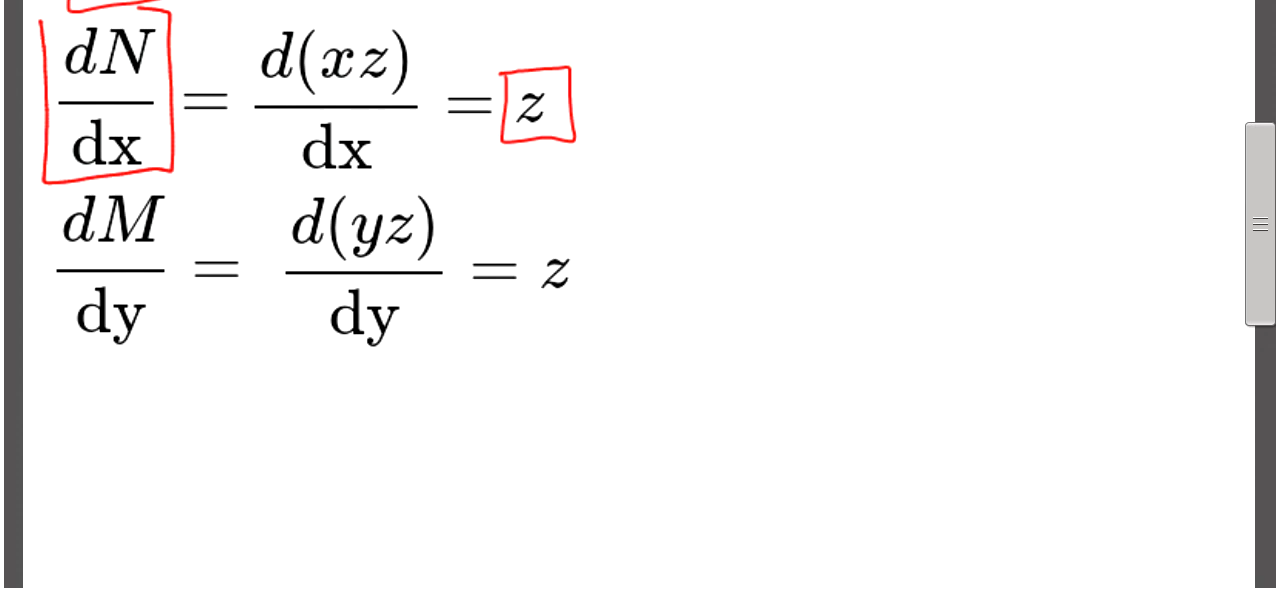 dN/dx = d(xz)/dx = z
dM/dy = d(yz)/dy = z